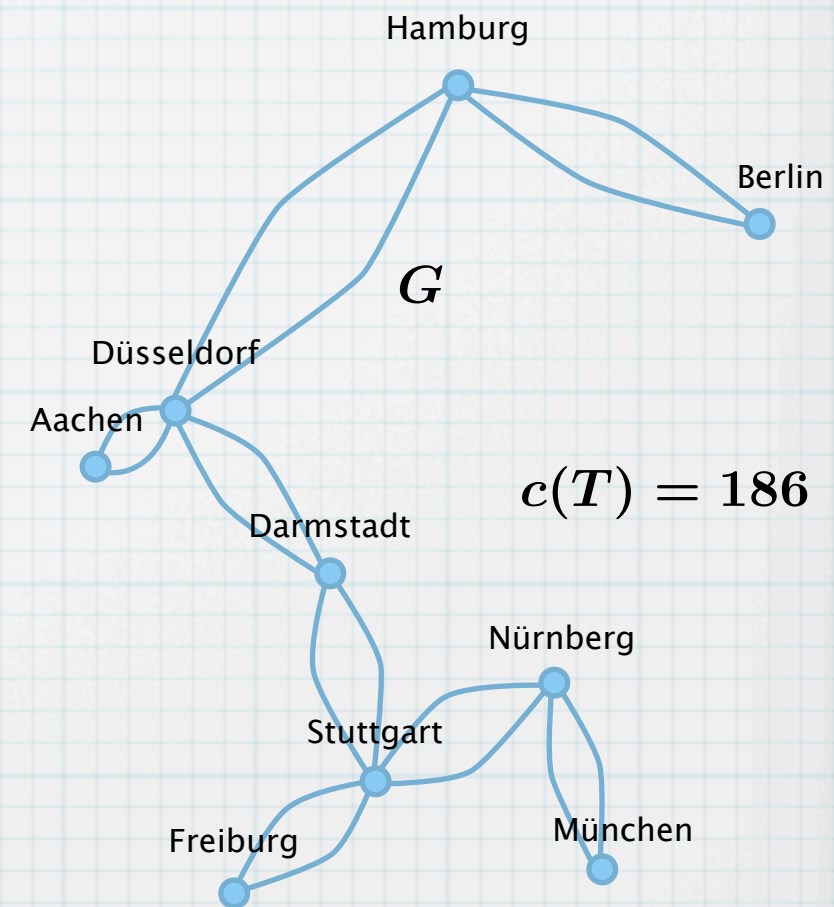 Hamburg
Berlin
G
Düsseldorf
Aachen
c(T) = 186
Darmstadt
Nürnberg
Stuttgart
München
Freiburg